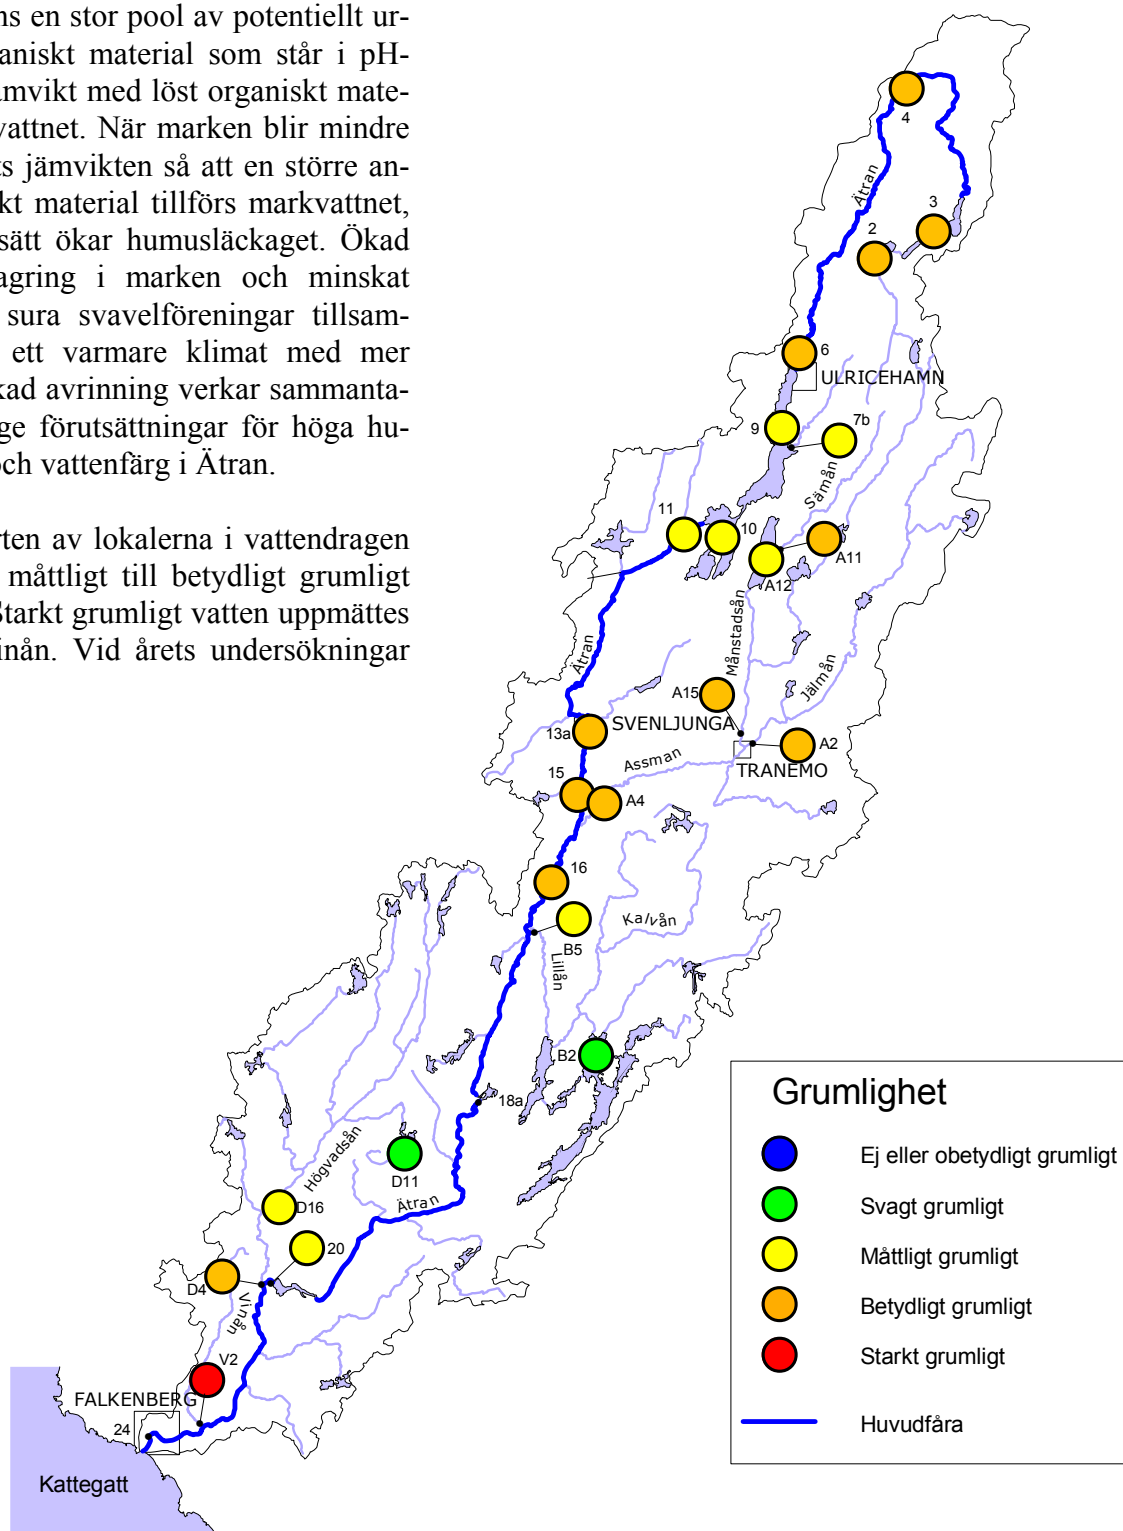 ns en stor pool av potentiellt ur-
aniskt material som står i pH-
ämvikt med löst organiskt mate-
vattnet. När marken blir mindre
ts jämvikten så att en större an-
kt material tillförs markvattnet,
sätt ökar humusläckaget. Ökad
agring i marken och minskat
sura svavelföreningar tillsam-
ett varmare klimat med mer
kad avrinning verkar sammanta-
ge förutsättningar för höga hu-
och vattenfärg i Ätran.
rten av lokalerna i vattendragen
måttligt till betydligt grumligt
Starkt grumligt vatten uppmättes
inån. Vid årets undersökningar
4
Ätran
3
2
6
ULRICEHAMN
9
7b
Sämån
11
10
A11
A12
Månstadsån
Ätran
Jälmån
A15
13a
SVENLJUNGA
A2
TRANEMO
Assman
15
A4
16
Kalvån
B5
Lillån
B2
18a
Högvadsån
D11
Ätran
D16
20
D4
Vinån
V2
FALKENBERG
24
Kattegatt
Grumlighet
Ej eller obetydligt grumligt
Svagt grumligt
Måttligt grumligt
Betydligt grumligt
Starkt grumligt
Huvudfåra